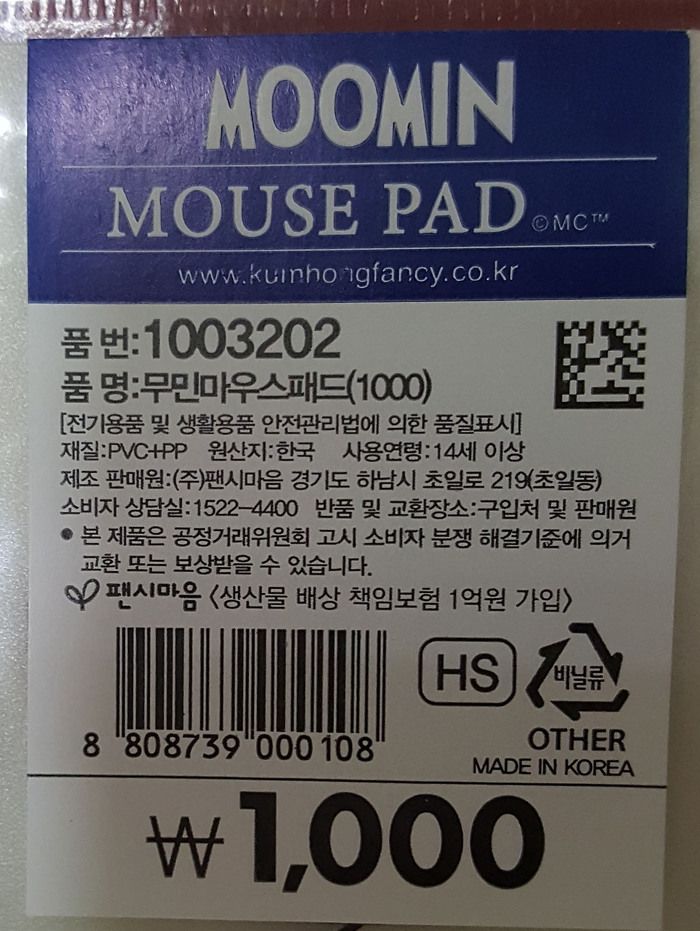 MOOMIN
MOUSE PAD ©MC™
www.kumhongfancy.co.kr
품 번:1003202
품 명:무민마우스패드(1000)
[전기용품 및 생활용품 안전관리법에 의한 품질표시]
재질:PVC+PP 원산지:한국 사용연령:14세 이상
제조 판매원:(주)팬시마음 경기도 하남시 초일로 219(초일동)
소비자 상담실:1522-4400 반품 및 교환장소:구입처 및 판매원
• 본 제품은 공정거래위원회 고시 소비자 분쟁 해결기준에 의거
교환 또는 보상받을 수 있습니다.
팬시마음 〈생산물 배상 책임보험 1억원 가입〉
HS
비닐류
8 808739 000108
OTHER
MADE IN KOREA
₩1,000